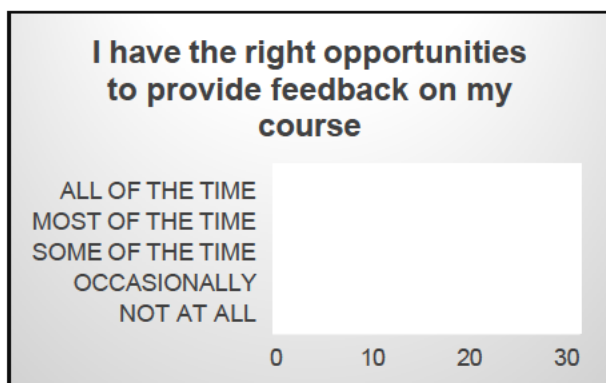 I have the right opportunities
to provide feedback on my
course
ALL OF THE TIME
MOST OF THE TIME
SOME OF THE TIME
OCCASIONALLY
NOT AT ALL
0 10 20 30